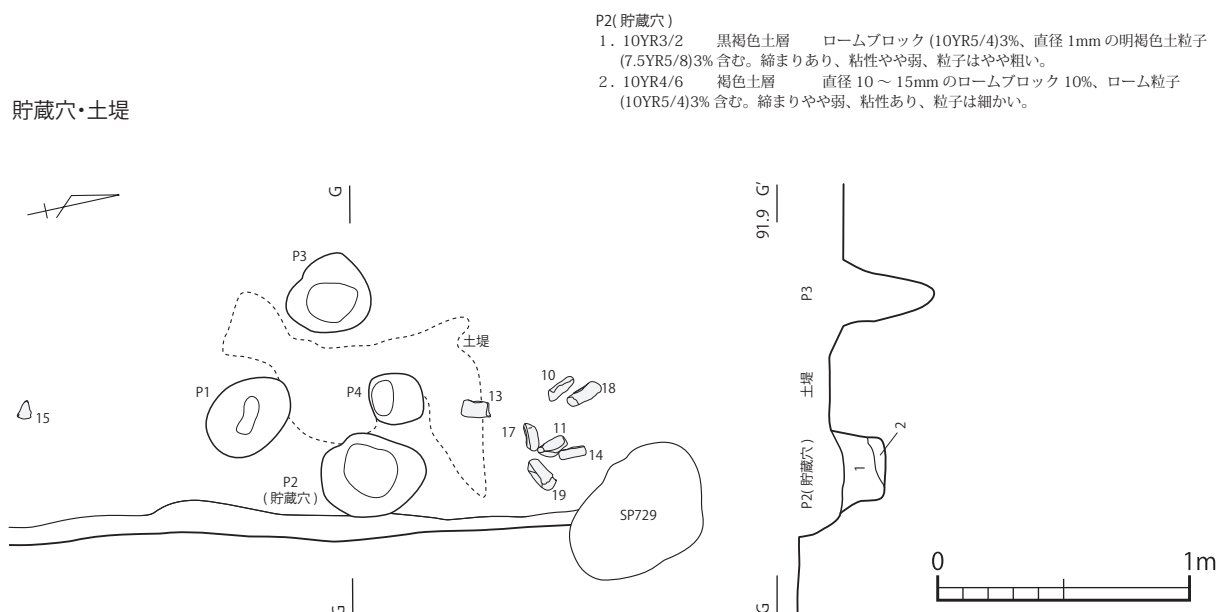 P2( 貯蔵穴 )
1．10YR3/2　黒褐色土層　ロームブロック (10YR5/4)3%、直径 1mm の明褐色土粒子
(7.5YR5/8)3% 含む。締まりあり、粘性やや弱、粒子はやや粗い。
2．10YR4/6　褐色土層　直径 10 ～ 15mm のロームブロック 10%、ローム粒子
(10YR5/4)3% 含む。締まりやや弱、粘性あり、粒子は細かい。
貯蔵穴・土堤
G
P3
土堤
P1
P4
13
10
18
15
17
11
14
19
P2
( 貯蔵穴 )
SP729
G
91.9 G'
P3
土堤
P2( 貯蔵穴 )
1
2
G
0
1m